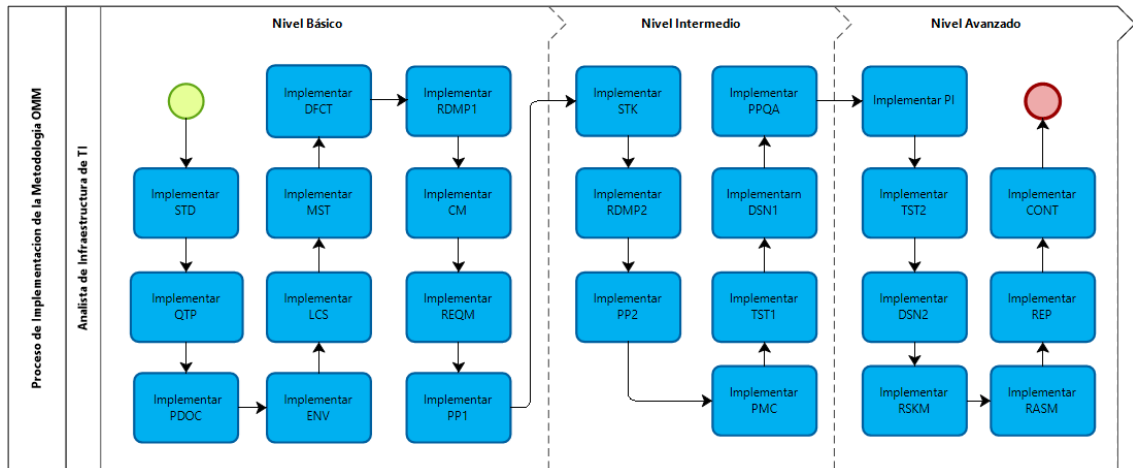 Proceso de Implementacion de la Metodologia OMM
Analista de Infraestructura de TI
Nivel Básico
Implementar
STD
Implementar
QTP
Implementar
PDOC
Implementar
ENV
Implementar
LCS
Implementar
MST
Implementar
DFCT
Implementar
RDMP1
Implementar
CM
Implementar
REQM
Implementar
PP1
Nivel Intermedio
Implementar
STK
Implementar
RDMP2
Implementar
PP2
Implementar
PMC
Implementar
TST1
Implementarn
DSN1
Implementar
PPQA
Nivel Avanzado
Implementar PI
Implementar
TST2
Implementar
DSN2
Implementar
RSKM
Implementar
RASM
Implementar
REP
Implementar
CONT